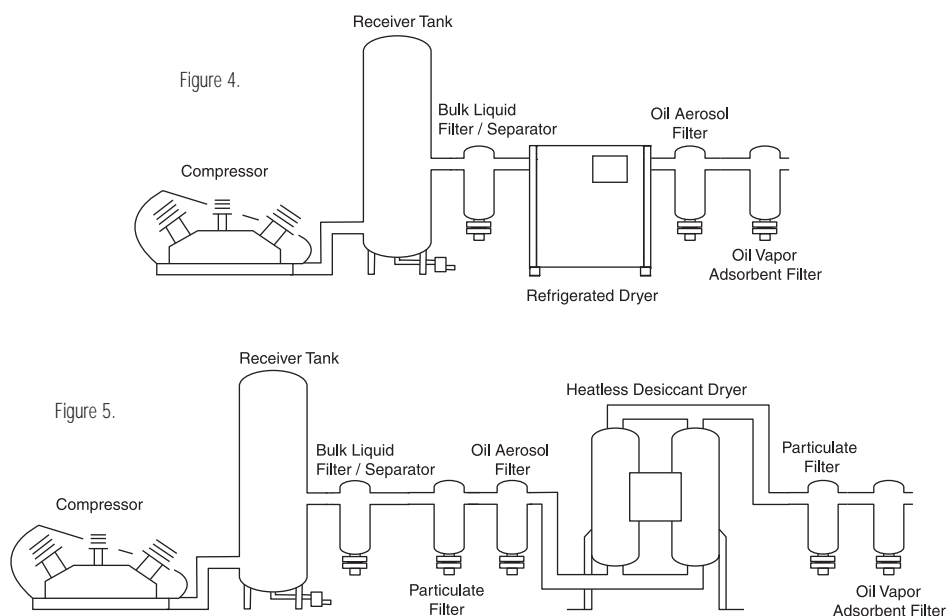 Receiver Tank
Figure 4.
Bulk Liquid
Filter / Separator
Oil Aerosol
Filter
Compressor
Oil Vapor
Adsorbent Filter
Refrigerated Dryer
Receiver Tank
Heatless Desiccant Dryer
Figure 5.
Bulk Liquid
Filter / Separator
Oil Aerosol
Filter
Particulate
Filter
Compressor
Particulate
Filter
Oil Vapor
Adsorbent Filter